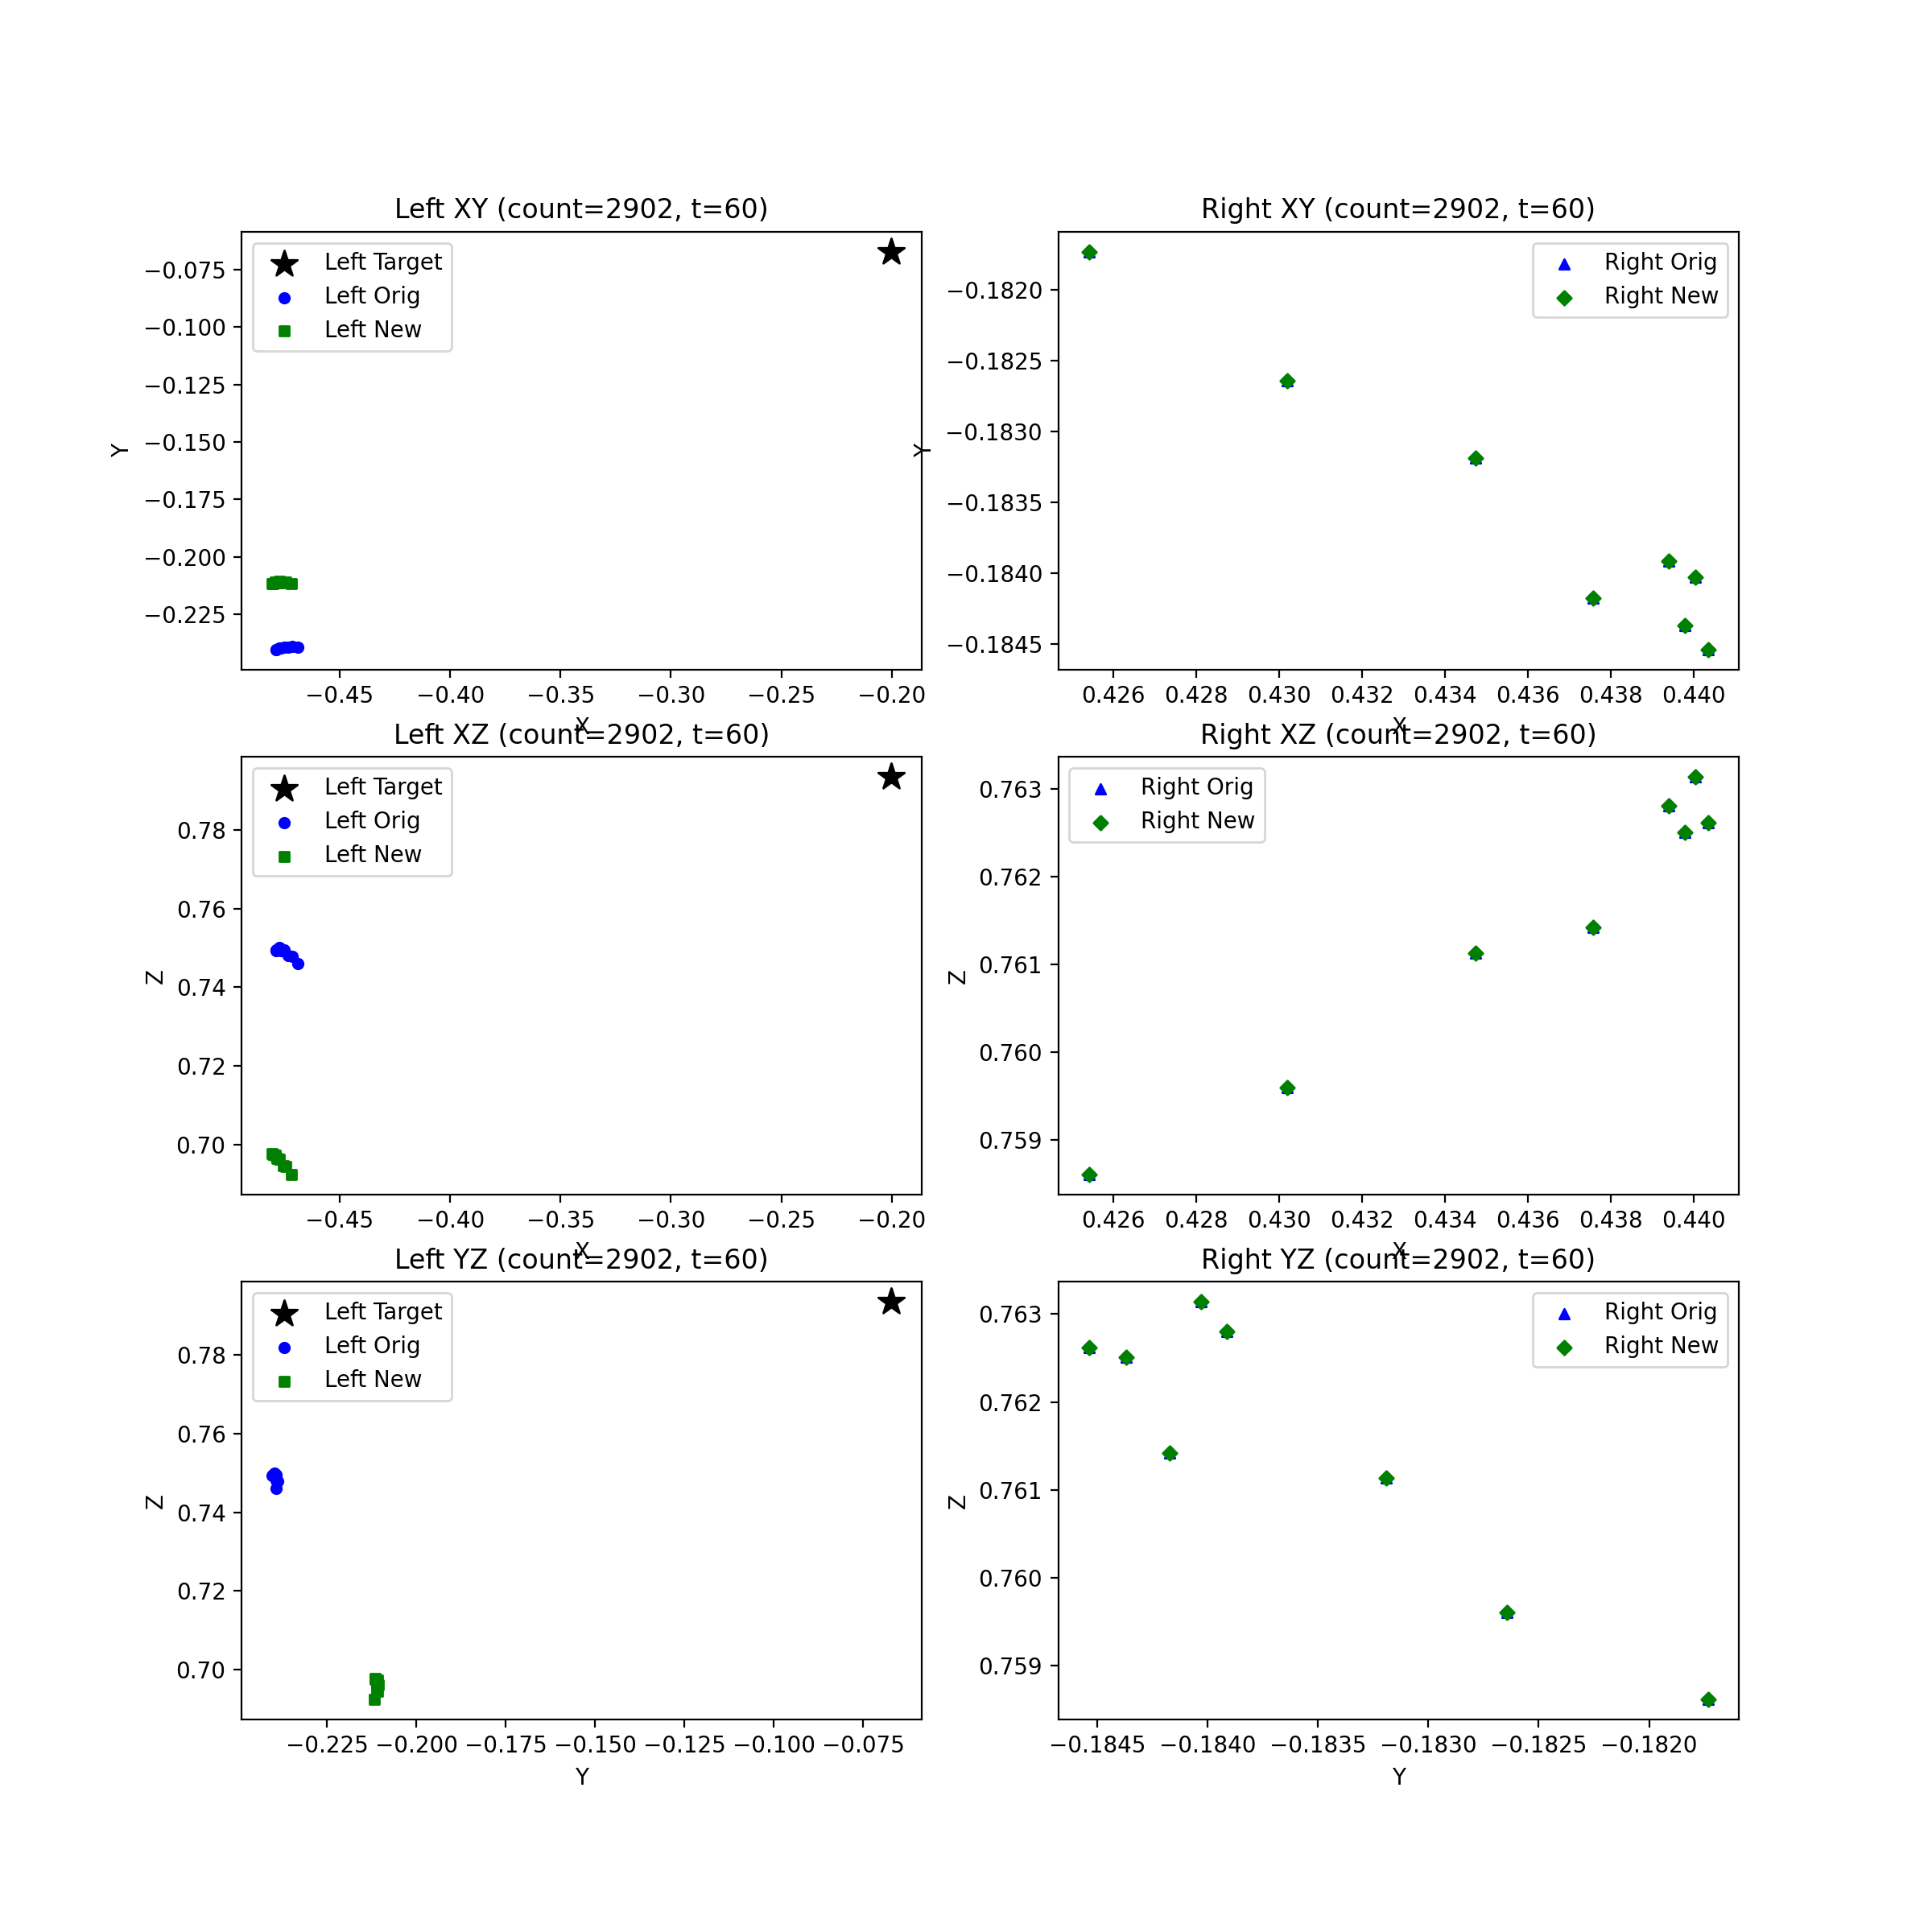 Left XY (count=2902, t=60)
Left Target
Left Orig
Left New
−0.075
−0.100
−0.125
−0.150
−0.175
−0.200
−0.225
Y
−0.45 −0.40 −0.35 −0.30 −0.25 −0.20
X
Right XY (count=2902, t=60)
Right Orig
Right New
−0.1820
−0.1825
−0.1830
−0.1835
−0.1840
−0.1845
Y
0.426 0.428 0.430 0.432 0.434 0.436 0.438 0.440
X
Left XZ (count=2902, t=60)
Left Target
Left Orig
Left New
0.78
0.76
0.74
0.72
0.70
Z
−0.45 −0.40 −0.35 −0.30 −0.25 −0.20
X
Right XZ (count=2902, t=60)
Right Orig
Right New
0.763
0.762
0.761
0.760
0.759
Z
0.426 0.428 0.430 0.432 0.434 0.436 0.438 0.440
X
Left YZ (count=2902, t=60)
Left Target
Left Orig
Left New
0.78
0.76
0.74
0.72
0.70
Z
−0.225 −0.200 −0.175 −0.150 −0.125 −0.100 −0.075
Y
Right YZ (count=2902, t=60)
Right Orig
Right New
0.763
0.762
0.761
0.760
0.759
Z
−0.1845 −0.1840 −0.1835 −0.1830 −0.1825 −0.1820
Y